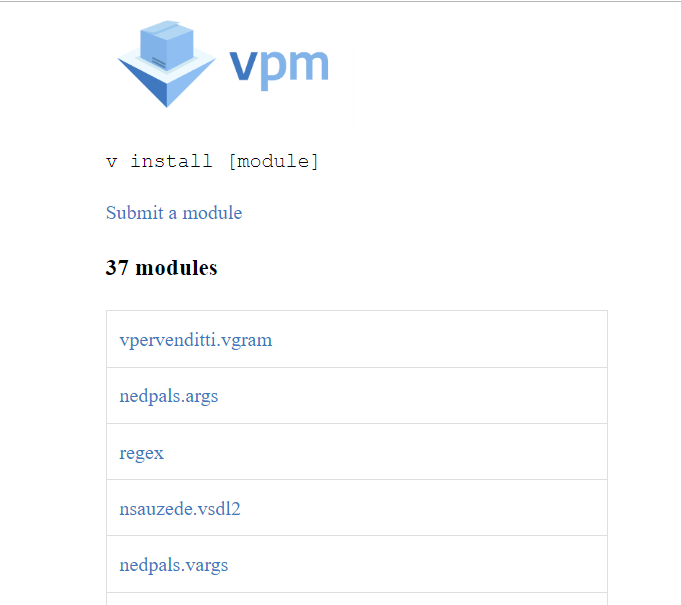 vpm
v install [module]
Submit a module
37 modules
vpervenditti.vgram
nedpals.args
regex
nsauzede.vsdl2
nedpals.vargs